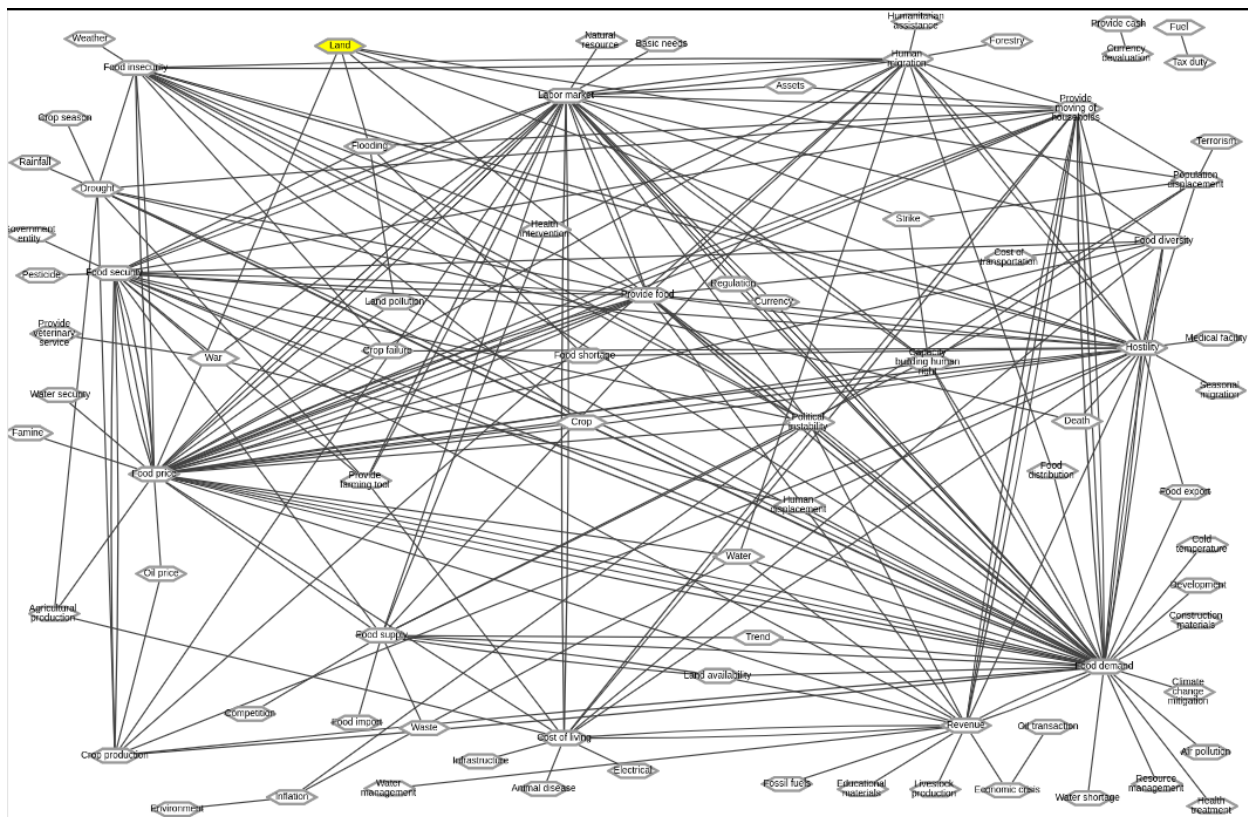 Humanitarian
assistance
Provide cash
Fuel
Weather
Land
Natural
resource
Basic needs
Forestry
Currency
devaluation
Tax duty
Food insecurity
Human
migration
Labor market
Assets
Provide
moving of
households
Crop season
Flooding
Terrorism
Rainfall
Drought
Population
displacement
Government
entity
Health
intervention
Strike
Food diversity
Pesticide
Food security
Cost of
transportation
Land pollution
Provide food
Regulation
Currency
Provide
veterinary
service
War
Crop failure
Food shortage
Capacity
building human
right
Hostility
Medical facility
Water security
Seasonal
migration
Famine
Crop
Political
instability
Death
Food price
Provide
farming tool
Food
distribution
Human
displacement
Food export
Oil price
Water
Cold
temperature
Development
Agricultural
production
Construction
materials
Food supply
Trend
Land availability
Food demand
Climate
change
mitigation
Competition
Food import
Waste
Revenue
Oil transaction
Crop production
Cost of living
Air pollution
Infrastructure
Electrical
Water
management
Animal disease
Fossil fuels
Educational
materials
Livestock
production
Economic crisis
Water shortage
Resource
management
Health
treatment
Environment
Inflation